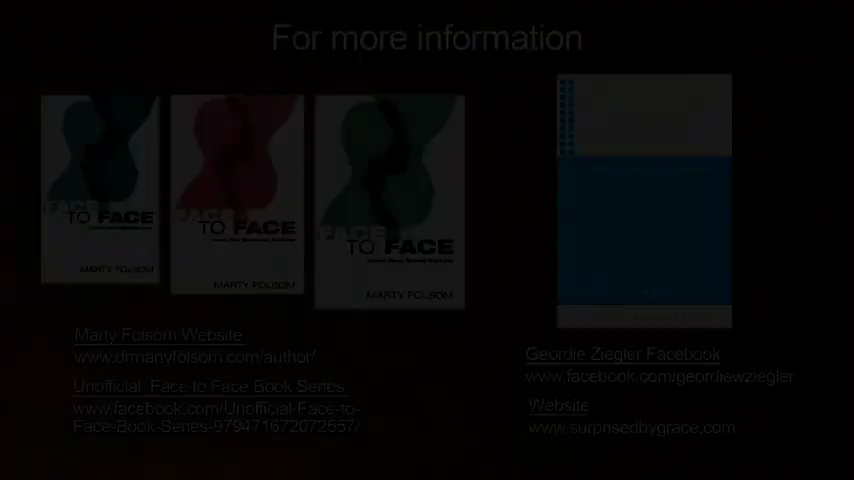 For more information
FACE
TO FACE
MARTY FOLSOM
FACE
TO FACE
MARTY FOLSOM
FACE
TO FACE
MARTY FOLSOM
Marty Folsom Website
www.drmartyfolsom.com/author/
Unofficial Face to Face Book Series
www.facebook.com/Unofficial-Face-to-
Face-Book-Series-979471672072557/
Geordie Ziegler Facebook
www.facebook.com/geordiewziegler
Website
www.surprisedbygrace.com